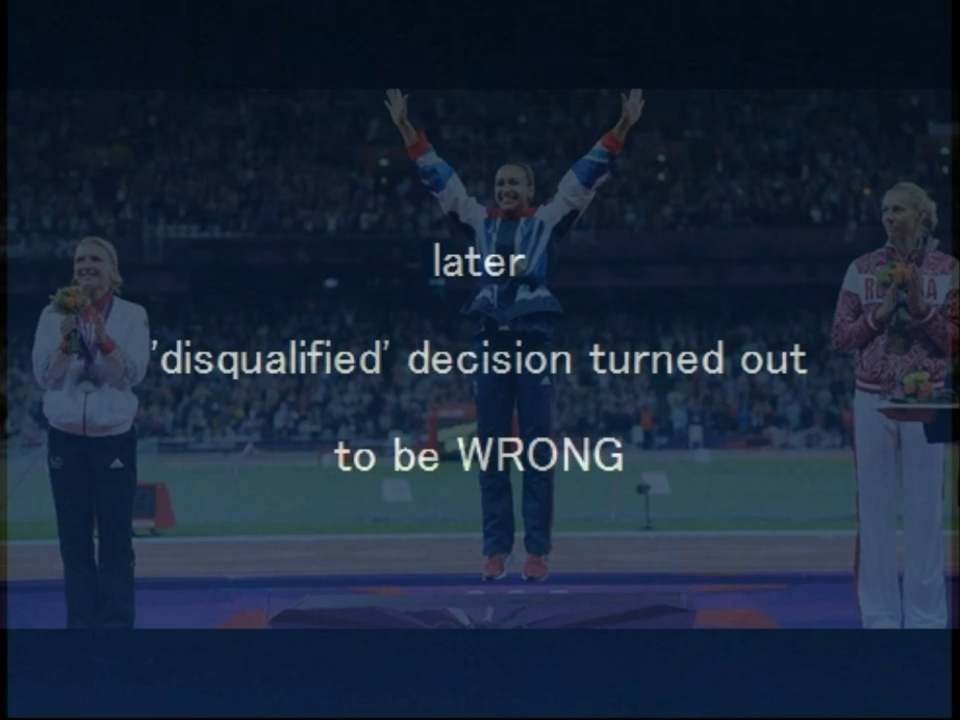 later
'disqualified' decision turned out
to be WRONG